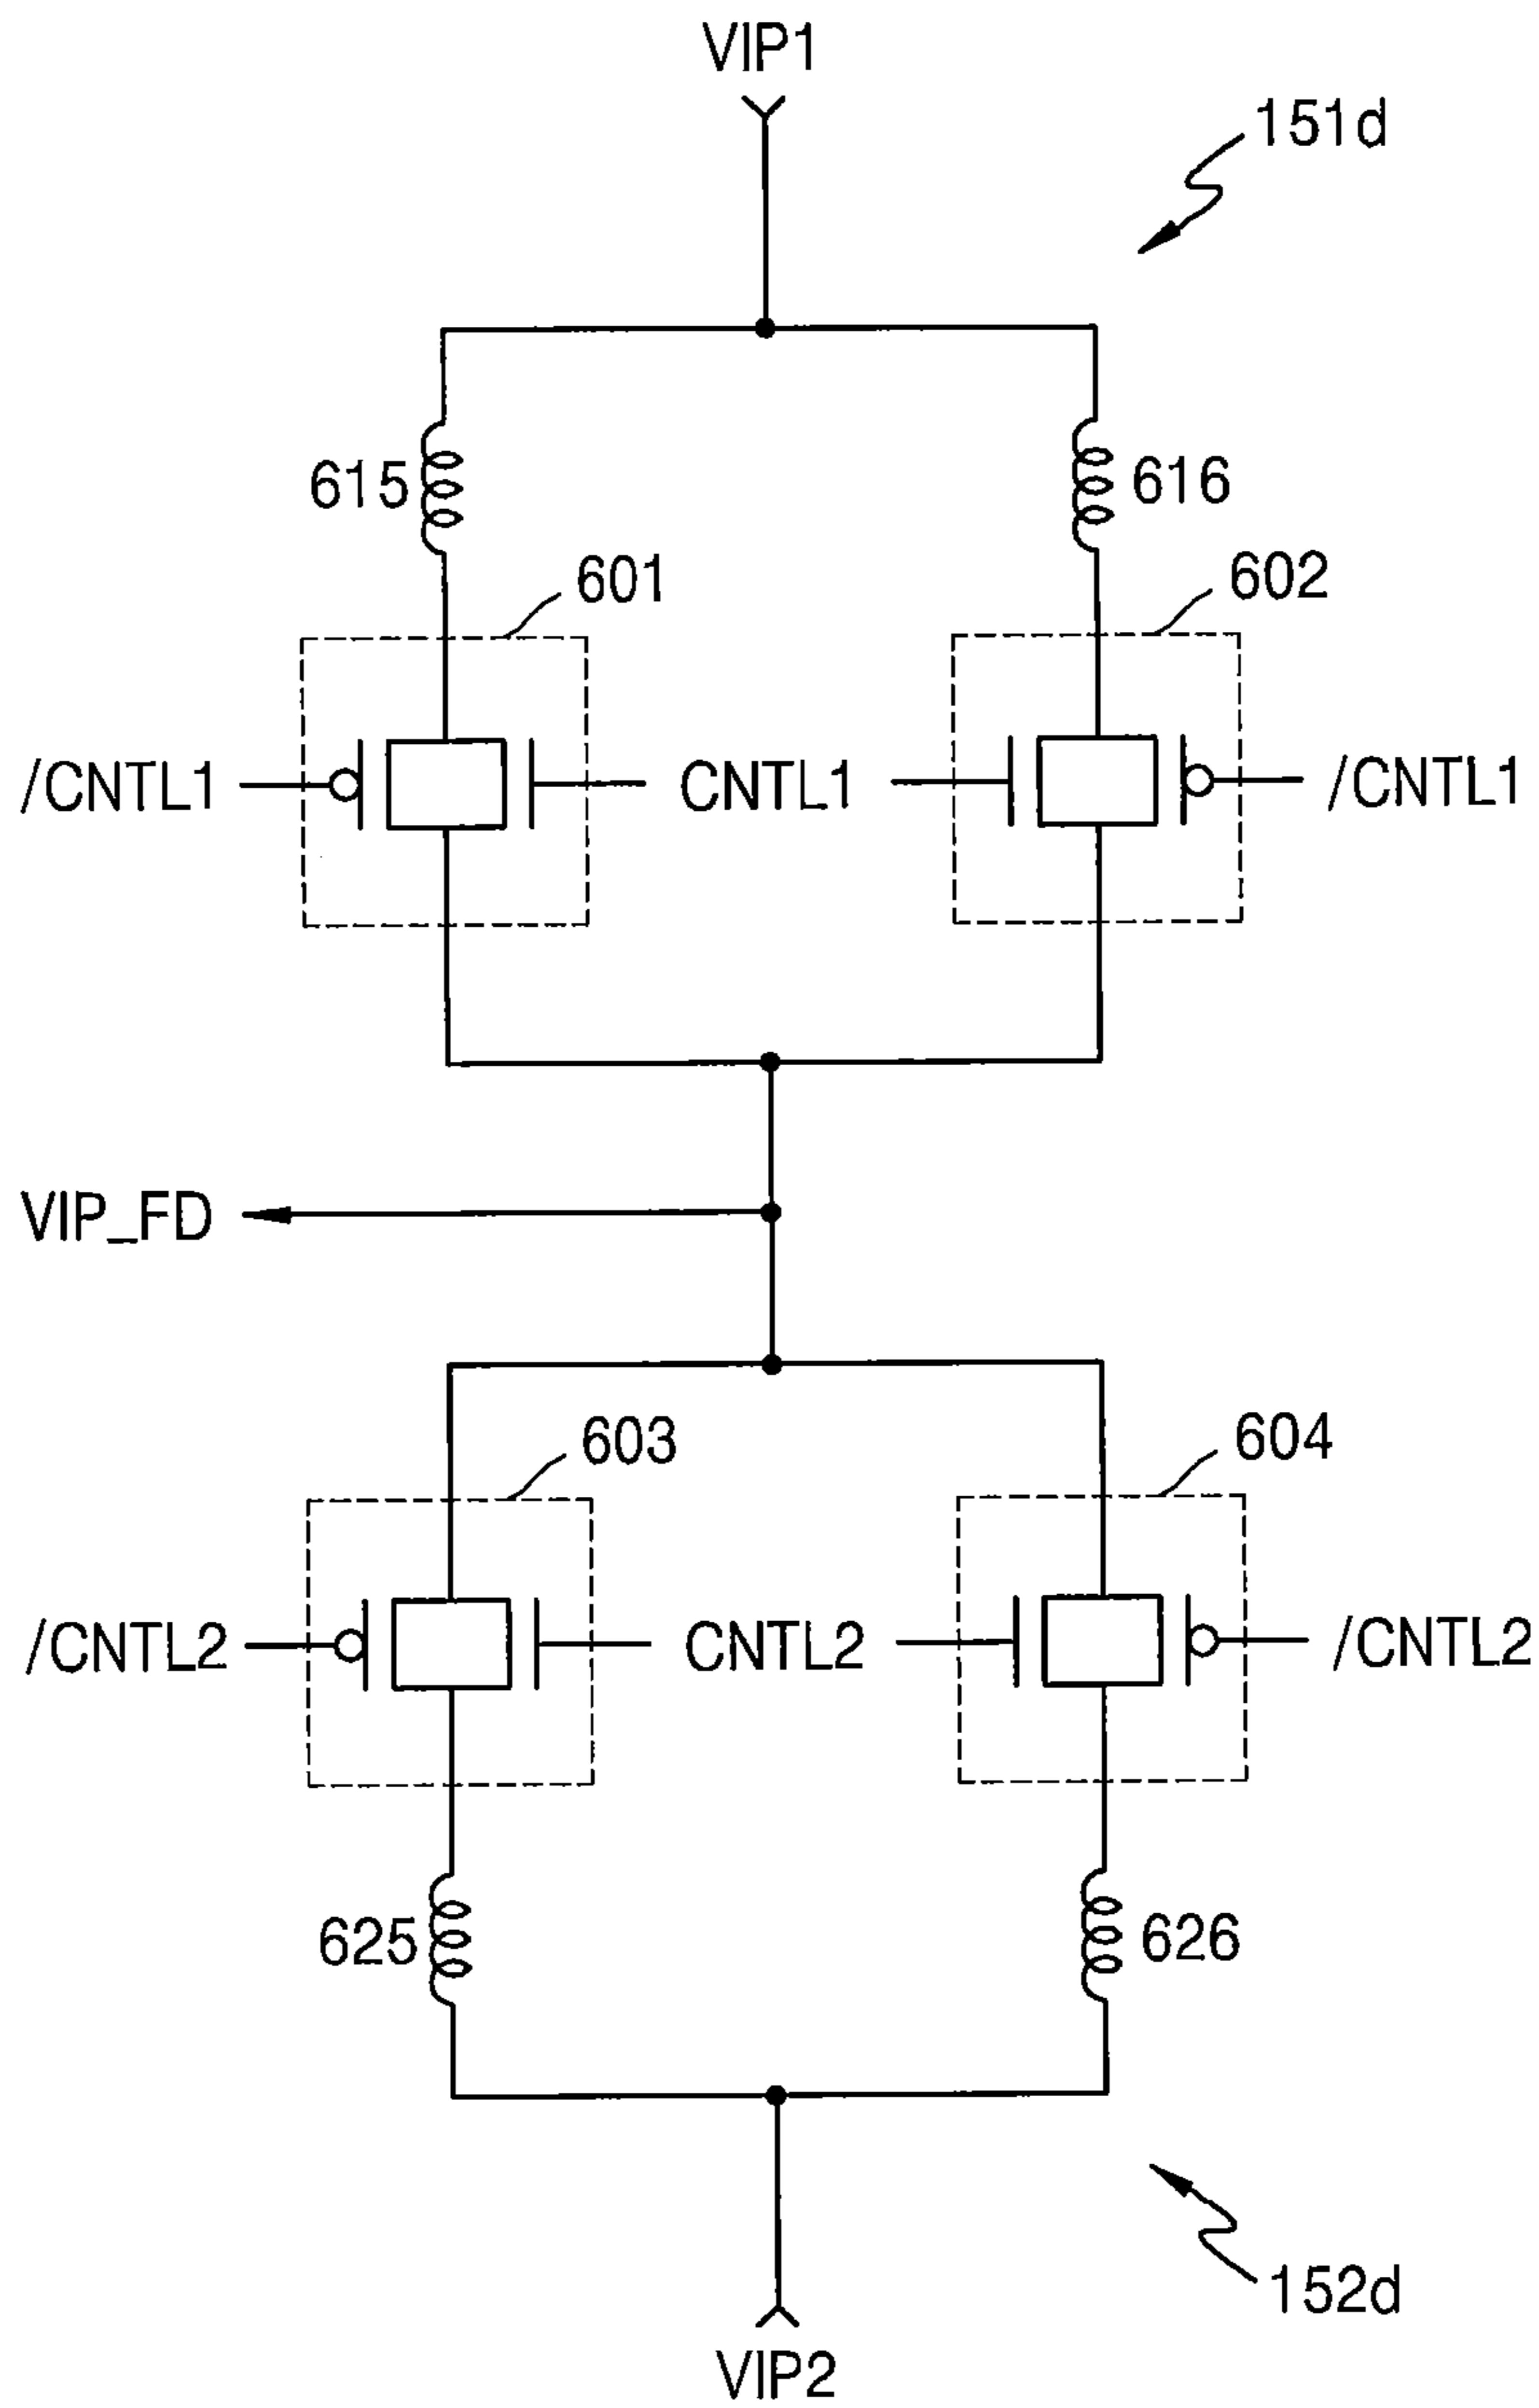 VIP1
151d
615
616
601
602
/CNTL1
CNTL1
/CNTL1
VIP_FD
603
604
/CNTL2
CNTL2
/CNTL2
625
626
152d
VIP2